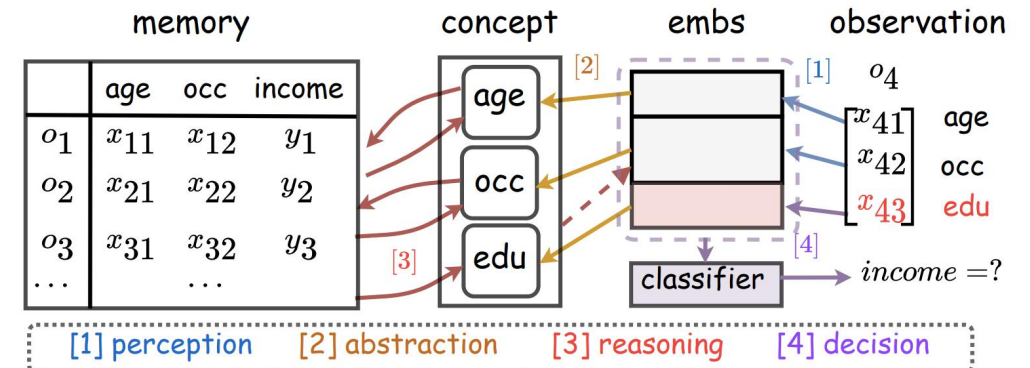 memory concept embs observation
age occ income
o1 x11 x12 y1
o2 x21 x22 y2
o3 x31 x32 y3
... ...
age
occ
edu
[2]
[3]
[1]
[4]
classifier
o4
x41 age
x42 occ
x43 edu
income =?
[1] perception [2] abstraction [3] reasoning [4] decision